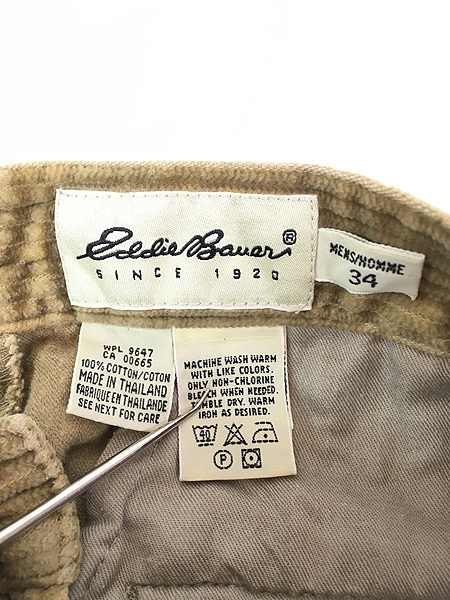 Eddie Bauer®
SINCE 1920
MENS/HOMME
34
WPL 9647
CA 00665
100% COTTON/COTON
MADE IN THAILAND
FABRIQUE EN THAILANDE
SEE NEXT FOR CARE
MACHINE WASH WARM
WITH LIKE COLORS.
ONLY NON-CHLORINE
BLEACH WHEN NEEDED.
TUMBLE DRY. WARM
IRON AS DESIRED.
40
P